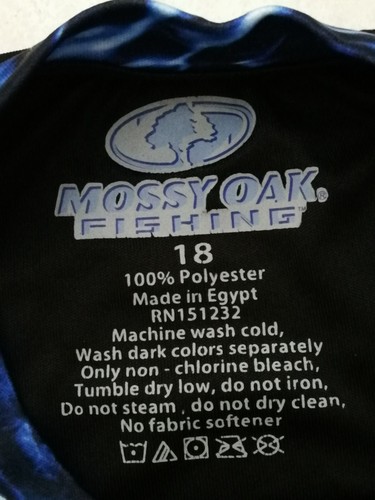 MOSSY OAK®
FISHING™
18
100% Polyester
Made in Egypt
RN151232
Machine wash cold,
Wash dark colors separately
Only non - chlorine bleach,
Tumble dry low, do not iron,
Do not steam , do not dry clean,
No fabric softener